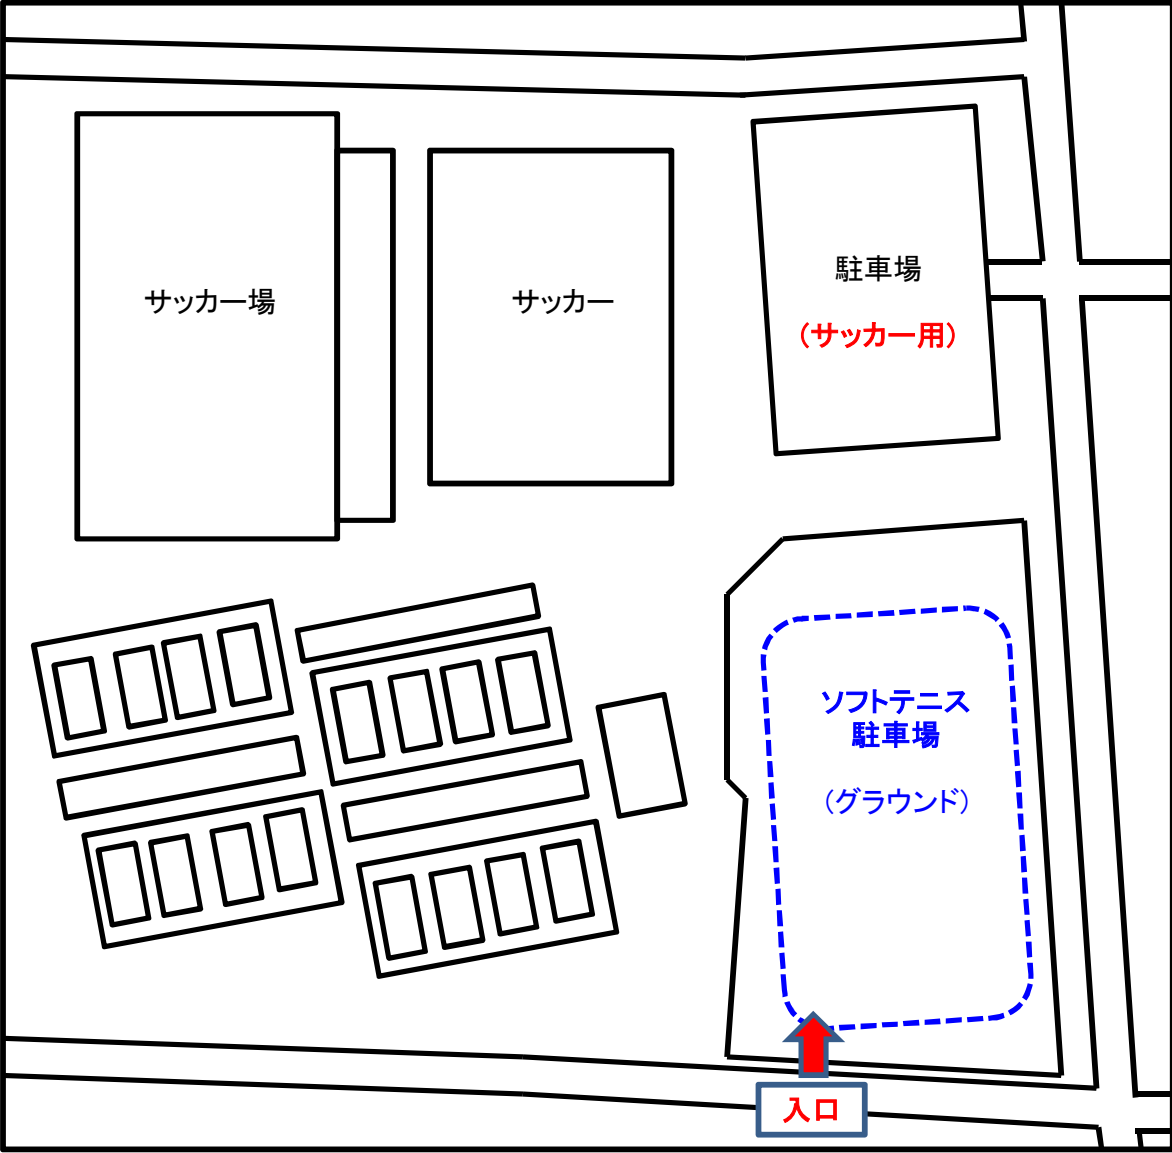 サッカー場
サッカー
駐車場
（サッカー用）
ソフトテニス
駐車場
（グラウンド）
入口